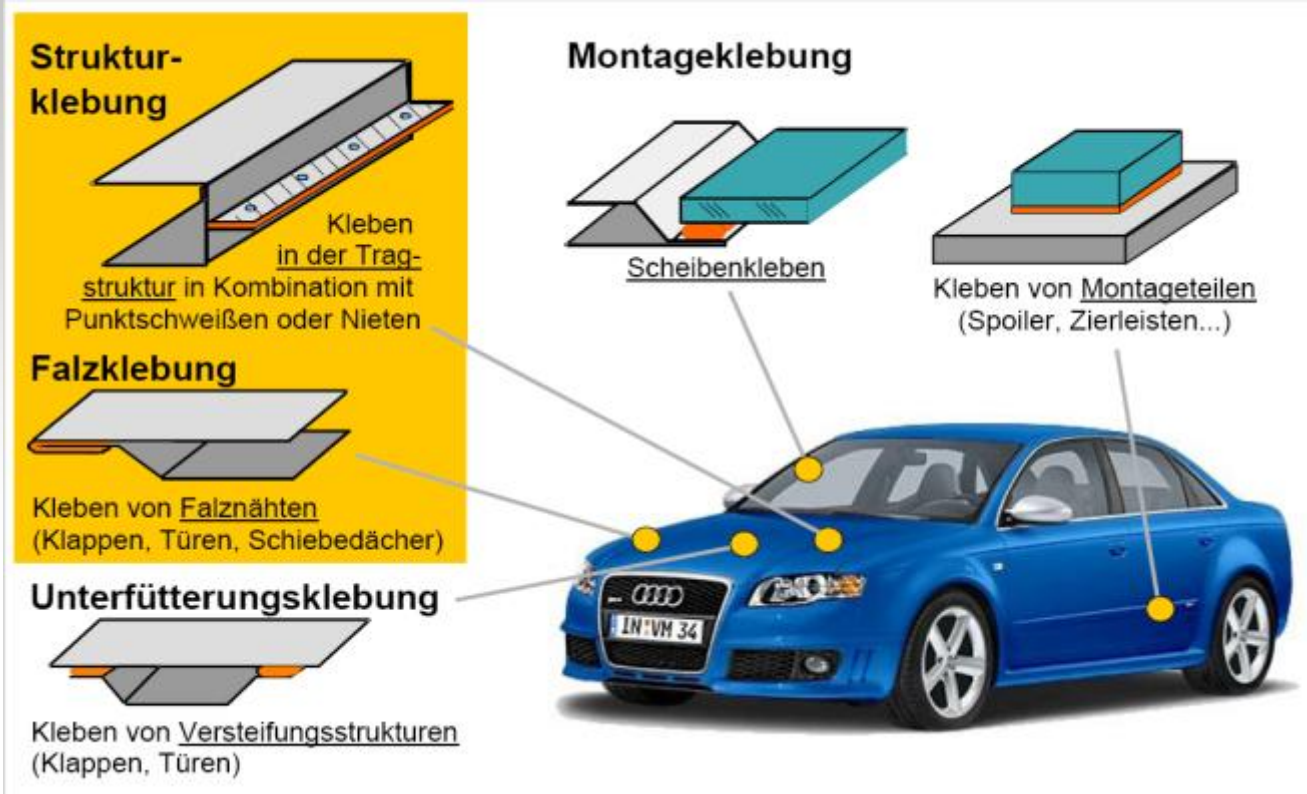 Struktur-
klebung
Kleben
in der Trag-
struktur in Kombination mit
Punktschweißen oder Nieten
Falzklebung
Kleben von Falznähten
(Klappen, Türen, Schiebedächer)
Unterfütterungsklebung
Kleben von Versteifungsstrukturen
(Klappen, Türen)
Montageklebung
Scheibenkleben
Kleben von Montageteilen
(Spoiler, Zierleisten...)
IN VM 34